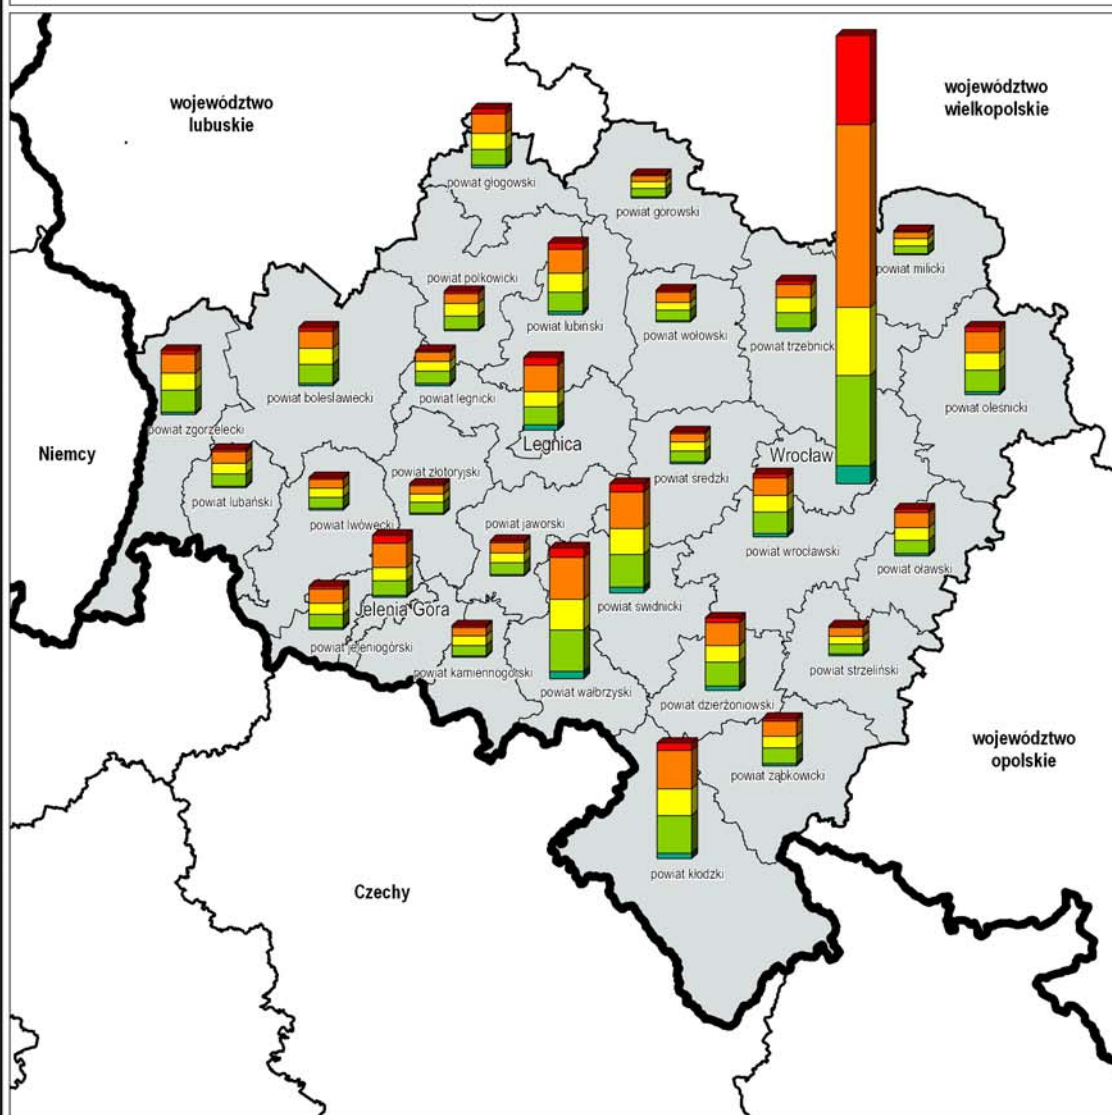 województwo
lubuskie
województwo
wielkopolskie
powiat głogowski
powiat górowski
powiat milicki
powiat polkowicki
powiat lubiński
powiat wołowski
powiat trzebnick
powiat bolesławiecki
powiat legnicki
powiat oleśnicki
powiat zgorzelecki
Legnica
Niemcy
Wrocław
powiat złotoryjski
powiat średzki
powiat lubański
powiat lwówecki
powiat jaworski
powiat wrocławski
powiat oławski
Jelenia Góra
powiat świdnicki
powiat jeleniogórski
powiat kamiennogórski
powiat strzeliński
powiat wałbrzyski
powiat dzierżoniowski
województwo
opolskie
powiat ząbkowicki
powiat kłodzki
Czechy